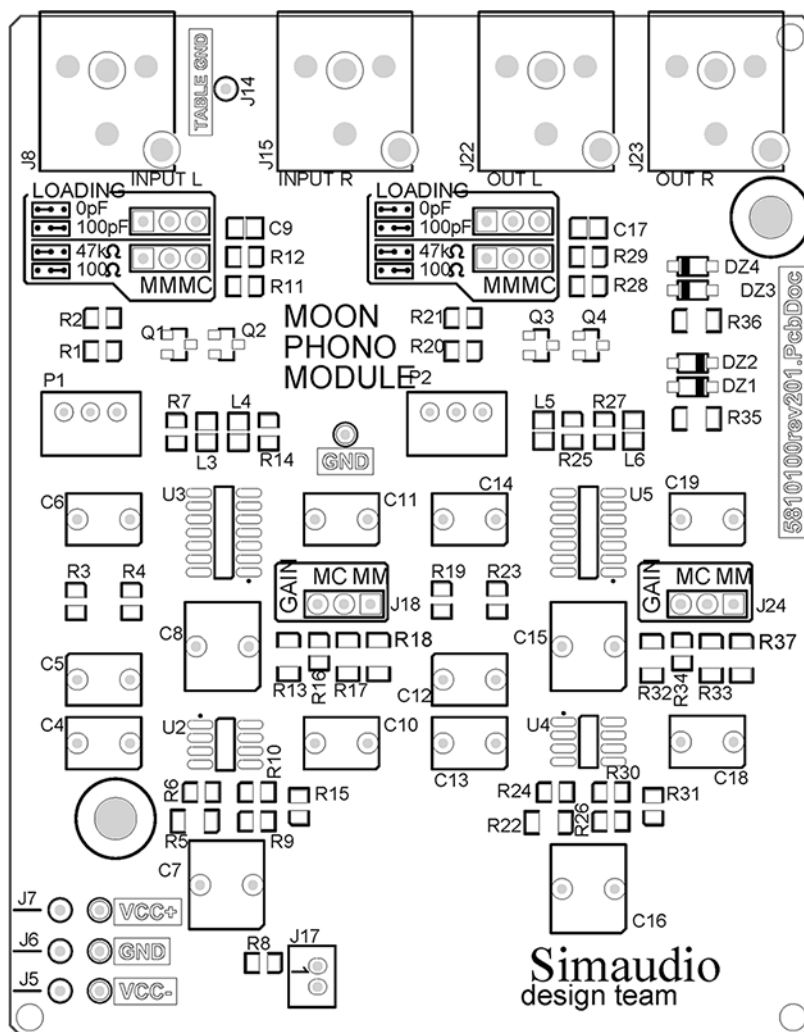 TABLE GND
J14
J8
J15
J22
J23
INPUT L
INPUT R
OUT L
OUT R
LOADING
0pF
100pF
47kΩ
100Ω
MMMC
C9
R12
R11
LOADING
0pF
100pF
47kΩ
100Ω
MMMC
C17
R29
R28
DZ4
DZ3
R36
DZ2
DZ1
R35
5810100rev201.PcbDoc
R2
R1
Q1
Q2
MOON
PHONO
MODULE
R21
R20
Q3
Q4
P1
P2
R7
L4
L3
R14
GND
L5
R27
R25
L6
C6
U3
C11
C14
U5
C19
R3
R4
GAIN
MC MM
J18
R19
R23
GAIN
MC MM
J24
C8
R18
R13
R16
R17
C15
R37
R32
R34
R33
C5
C12
C4
U2
C10
C13
U4
C18
R6
R10
R15
R5
R9
R24
R30
R31
R22
R26
C7
C16
J7
VCC+
J6
GND
J5
VCC-
R8
J17
1
Simaudio
design team